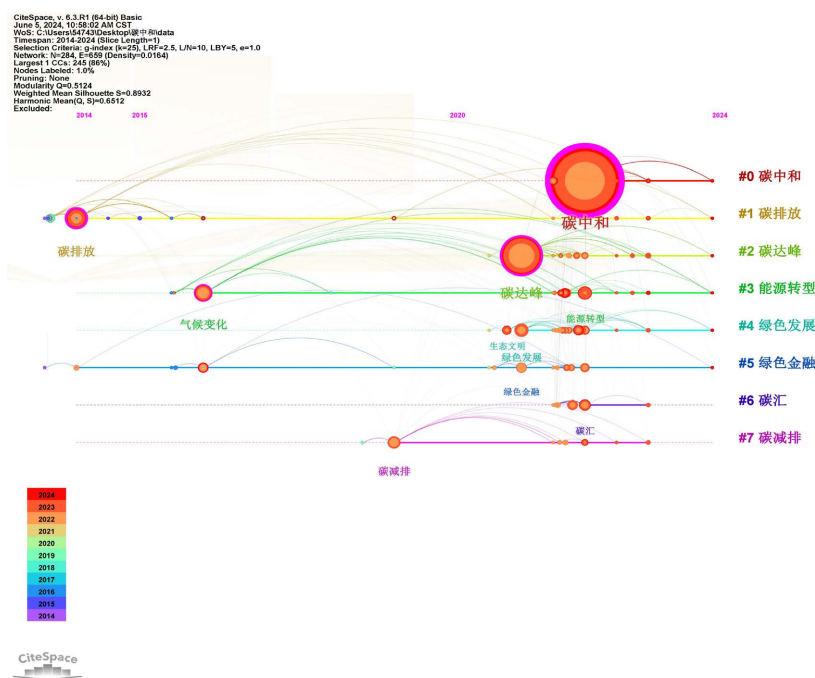 CiteSpace, v. 6.3.R1 (64-bit) Basic
June 5, 2024, 10:58:02 AM CST
WoS: C:\Users\54743\Desktop\碳中和\data
Timespan: 2014-2024 (Slice Length=1)
Selection Criteria: g-index (k=25), LRF=2.5, L/N=10, LBY=5, e=1.0
Network: N=284, E=659 (Density=0.0164)
Largest 1 CCs: 245 (86%)
Nodes Labeled: 1.0%
Pruning: None
Modularity Q=0.5124
Weighted Mean Silhouette S=0.8932
Harmonic Mean(Q, S)=0.6512
Excluded:
2014 2015 2020 2024
#0 碳中和
#1 碳排放
碳中和
碳排放
#2 碳达峰
碳达峰
#3 能源转型
气候变化
能源转型
#4 绿色发展
生态文明
绿色发展
#5 绿色金融
绿色金融
#6 碳汇
碳汇
#7 碳减排
碳减排
2024
2023
2022
2021
2020
2019
2018
2017
2016
2015
2014
CiteSpace